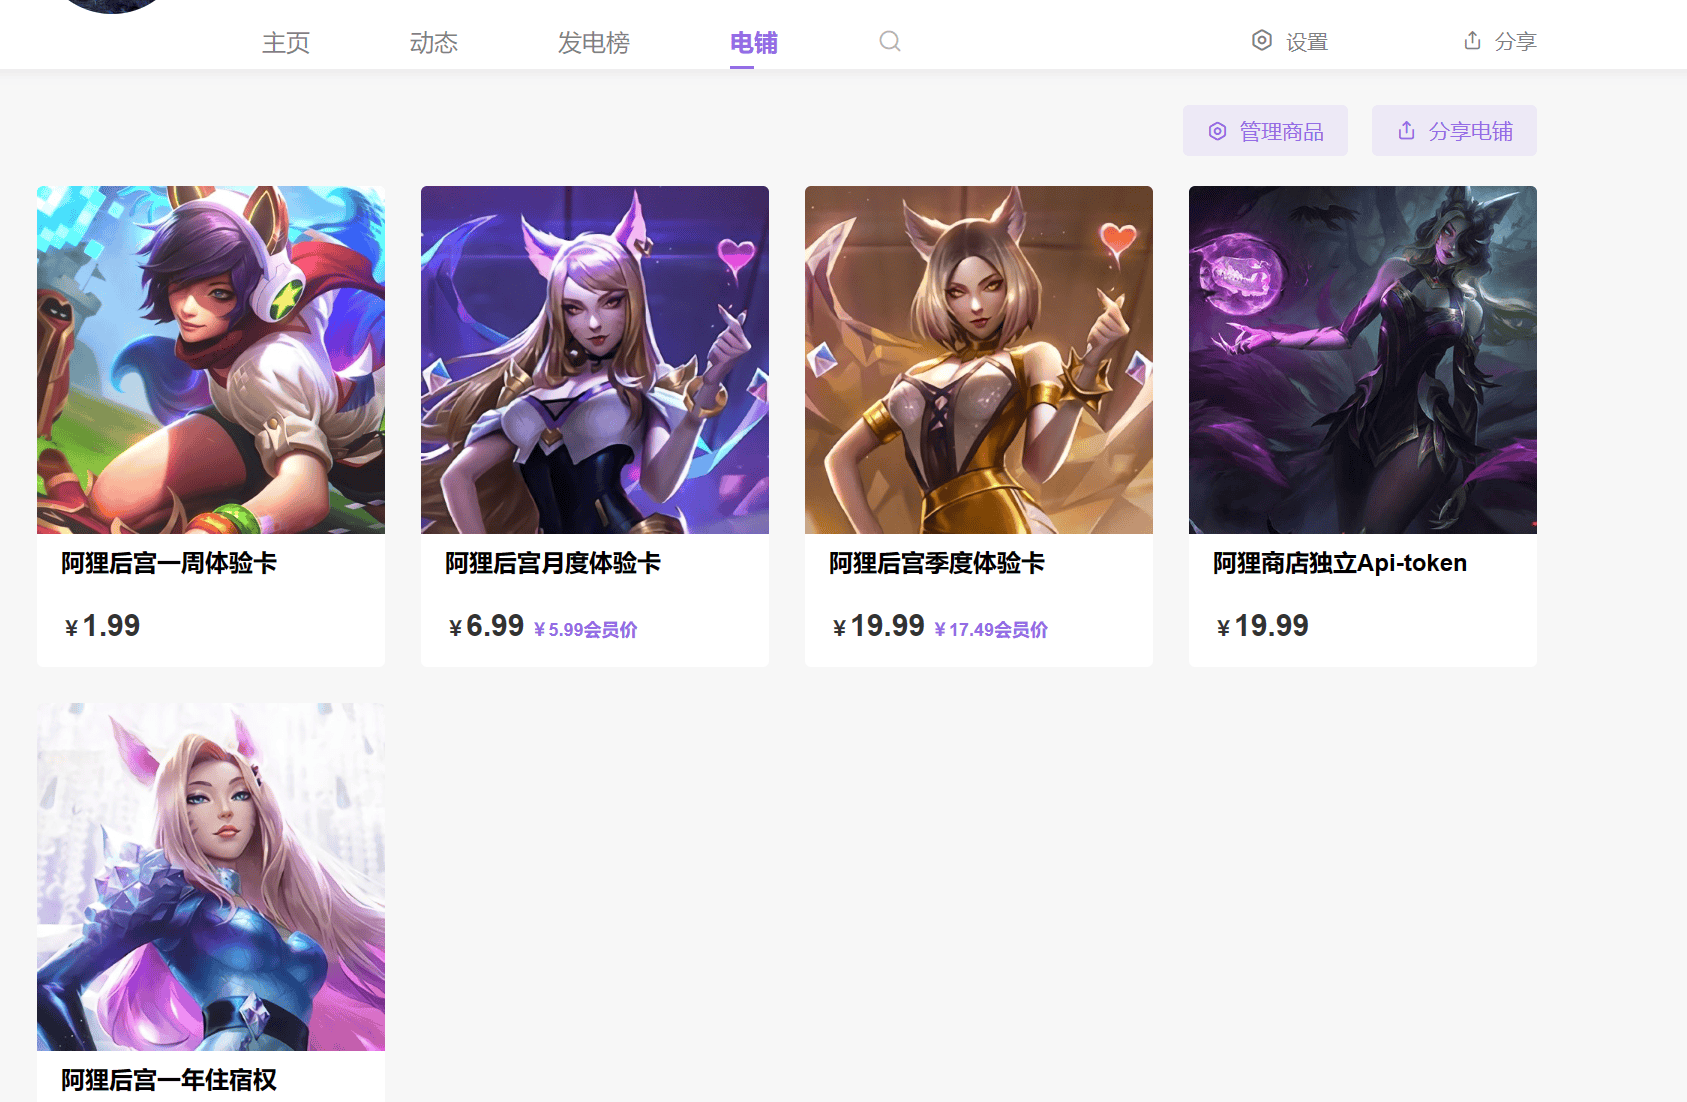 主页 动态 发电榜 电铺 设置 分享
管理商品 分享电铺
阿狸后宫一周体验卡
¥1.99
阿狸后宫月度体验卡
¥6.99 ¥5.99会员价
阿狸后宫季度体验卡
¥19.99 ¥17.49会员价
阿狸商店独立Api-token
¥19.99
阿狸后宫一年住宿权